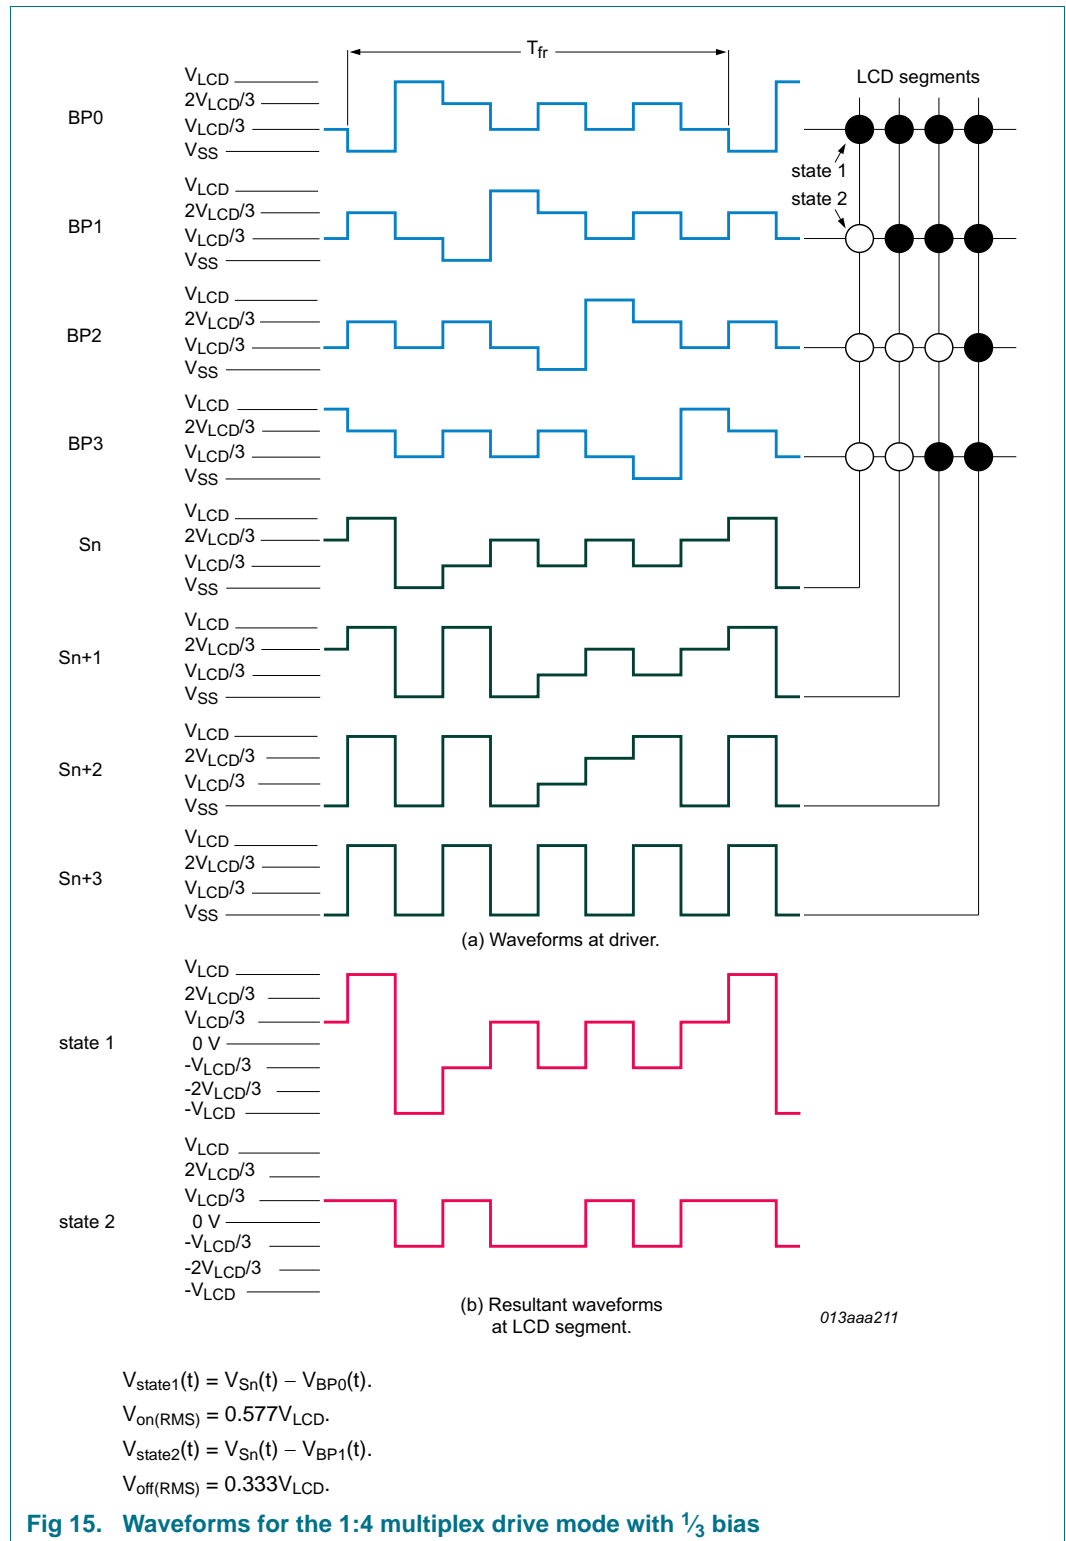 Tfr
LCD segments
BP0
VLCD
2VLCD/3
VLCD/3
VSS
state 1
state 2
BP1
VLCD
2VLCD/3
VLCD/3
VSS
BP2
VLCD
2VLCD/3
VLCD/3
VSS
BP3
VLCD
2VLCD/3
VLCD/3
VSS
Sn
VLCD
2VLCD/3
VLCD/3
VSS
Sn+1
VLCD
2VLCD/3
VLCD/3
VSS
Sn+2
VLCD
2VLCD/3
VLCD/3
VSS
Sn+3
VLCD
2VLCD/3
VLCD/3
VSS
(a) Waveforms at driver.
state 1
VLCD
2VLCD/3
VLCD/3
0 V
-VLCD/3
-2VLCD/3
-VLCD
state 2
VLCD
2VLCD/3
VLCD/3
0 V
-VLCD/3
-2VLCD/3
-VLCD
(b) Resultant waveforms
at LCD segment.
013aaa211
Vstate1(t) = VSn(t) − VBP0(t).
Von(RMS) = 0.577VLCD.
Vstate2(t) = VSn(t) − VBP1(t).
Voff(RMS) = 0.333VLCD.
Fig 15. Waveforms for the 1:4 multiplex drive mode with 1⁄3 bias